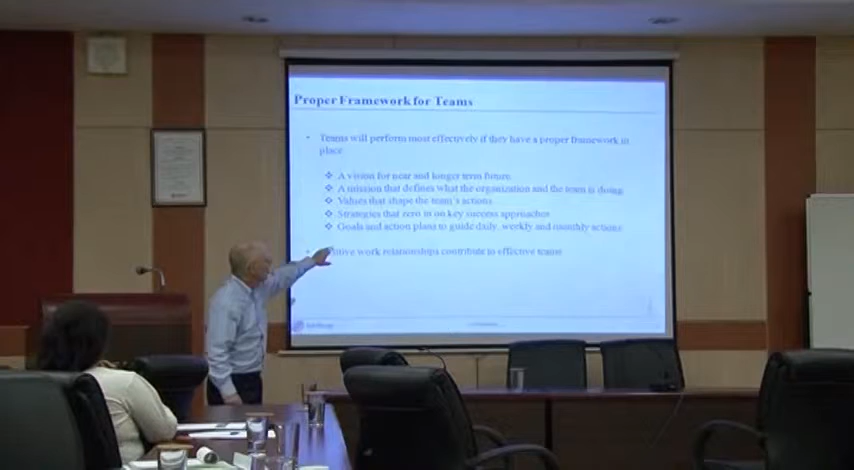 Proper Framework for Teams
• Teams will perform most effectively if they have a proper framework in
place
❖ A vision for near and longer term future
❖ A mission that defines what the organization and the team is doing
❖ Values that shape the team's actions
❖ Strategies that zero in on key success approaches
❖ Goals and action plans to guide daily, weekly and monthly actions
work relationships contribute to effective teams